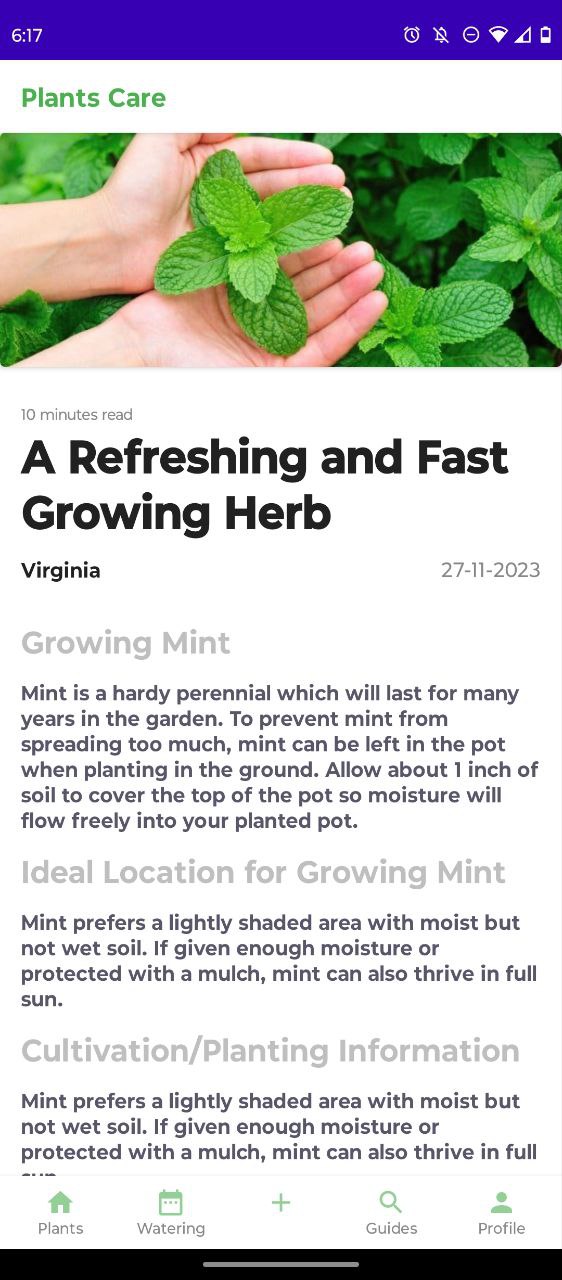 6:17
Plants Care
10 minutes read
A Refreshing and Fast
Growing Herb
Virginia 27-11-2023
Growing Mint
Mint is a hardy perennial which will last for many
years in the garden. To prevent mint from
spreading too much, mint can be left in the pot
when planting in the ground. Allow about 1 inch of
soil to cover the top of the pot so moisture will
flow freely into your planted pot.
Ideal Location for Growing Mint
Mint prefers a lightly shaded area with moist but
not wet soil. If given enough moisture or
protected with a mulch, mint can also thrive in full
sun.
Cultivation/Planting Information
Mint prefers a lightly shaded area with moist but
not wet soil. If given enough moisture or
protected with a mulch, mint can also thrive in full
Plants Watering Guides Profile